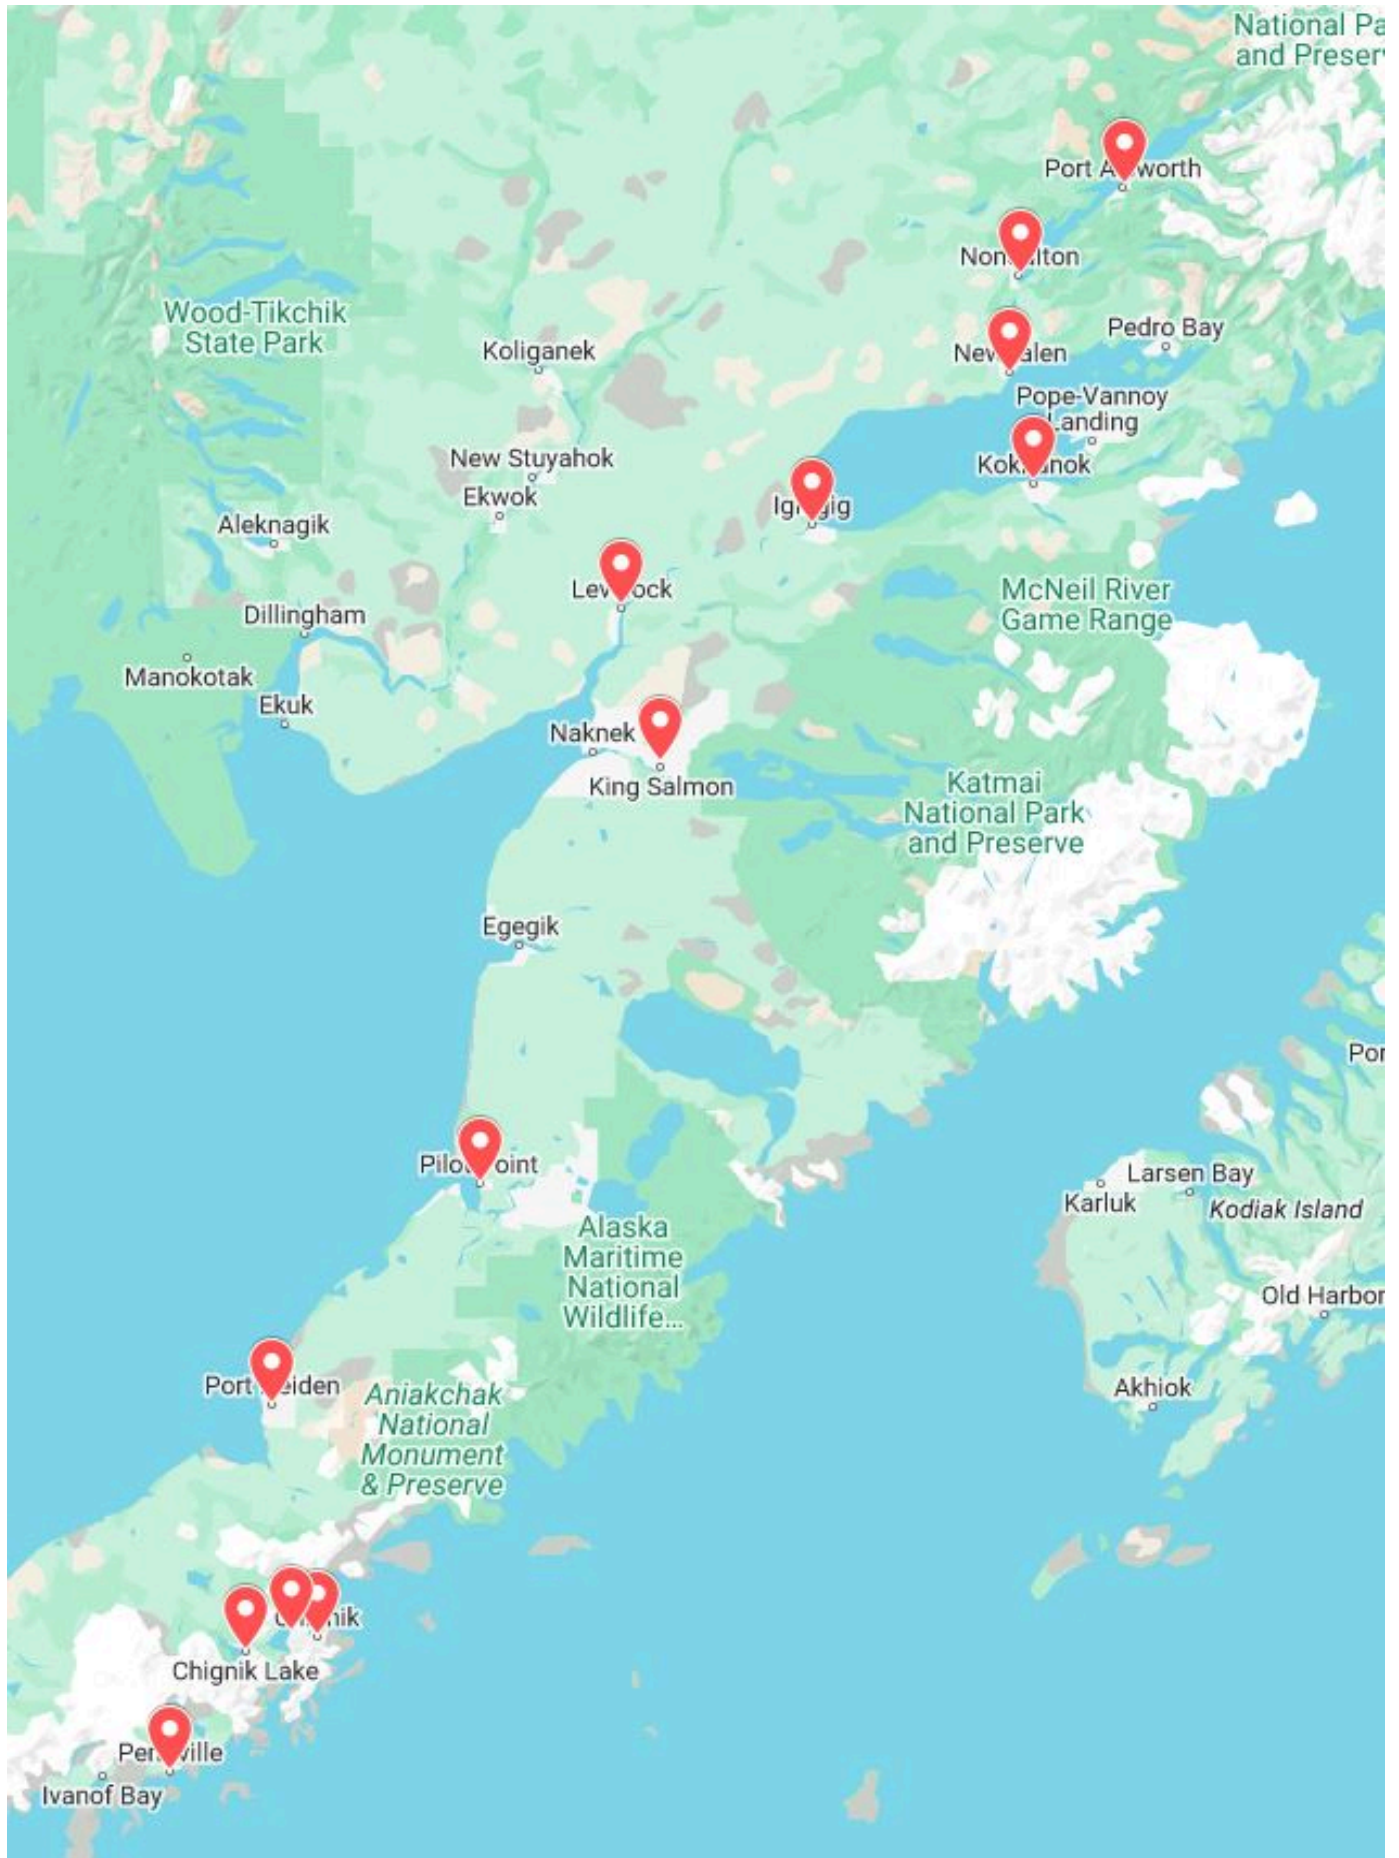 National Pa
and Preser
Port A worth
Non lton
New alen
Pedro Bay
Wood-Tikchik
State Park
Koliganek
Pope-Vannoy
Landing
Kok anok
New Stuyahok
Ekwok
Ig gig
Aleknagik
Lev ock
McNeil River
Game Range
Dillingham
Manokotak
Ekuk
Naknek
King Salmon
Katmai
National Park
and Preserve
Egegik
Por
Pilot oint
Larsen Bay
Karluk
Kodiak Island
Alaska
Maritime
National
Wildlife...
Old Harbor
Port eiden
Aniakchak
National
Monument
& Preserve
Akhiok
nik
Chignik Lake
Per ville
Ivanof Bay